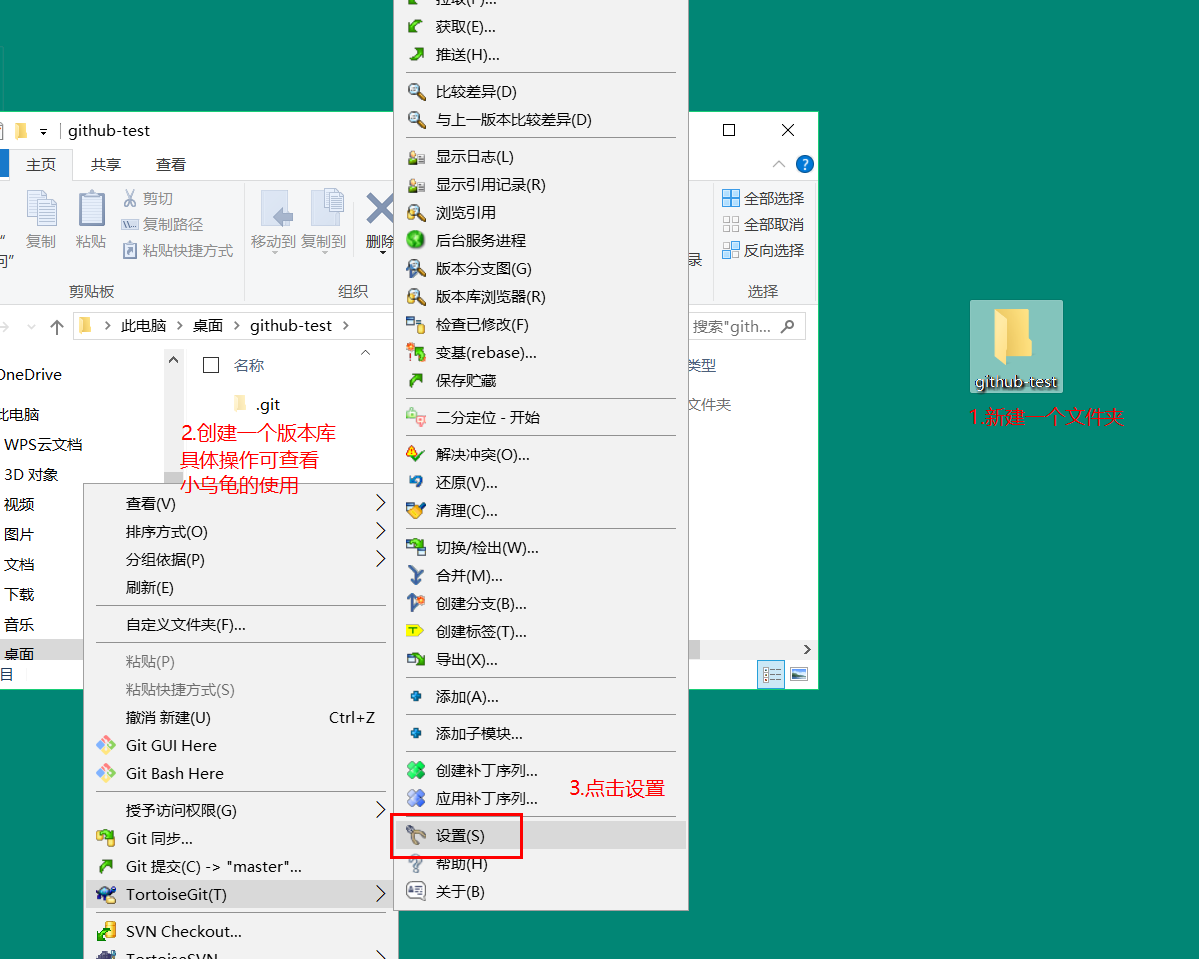 github-test
主页
共享
查看
复制
粘贴
剪切
复制路径
粘贴快捷方式
剪贴板
移动到
复制到
删除
组织
全部选择
全部取消
反向选择
选择
此电脑
桌面
github-test
搜索"gith...
OneDrive
此电脑
WPS云文档
3D 对象
视频
图片
文档
下载
音乐
桌面
名称
类型
.git
文件夹
2.创建一个版本库
具体操作可查看
小乌龟的使用
查看(V)
排序方式(O)
分组依据(P)
刷新(E)
自定义文件夹(F)...
粘贴(P)
粘贴快捷方式(S)
撤消 新建(U)
Ctrl+Z
Git GUI Here
Git Bash Here
授予访问权限(G)
Git 同步...
Git 提交(C) -> "master"...
TortoiseGit(T)
SVN Checkout...
TortoiseSVN
拉取(P)...
获取(E)...
推送(H)...
比较差异(D)
与上一版本比较差异(D)
显示日志(L)
显示引用记录(R)
浏览引用
后台服务进程
版本分支图(G)
版本库浏览器(R)
检查已修改(F)
变基(rebase)...
保存贮藏
二分定位 - 开始
解决冲突(O)...
还原(V)...
清理(C)...
切换/检出(W)...
合并(M)...
创建分支(B)...
创建标签(T)...
导出(X)...
添加(A)...
添加子模块...
创建补丁序列...
应用补丁序列...
3.点击设置
设置(S)
帮助(H)
关于(B)
github-test
1.新建一个文件夹